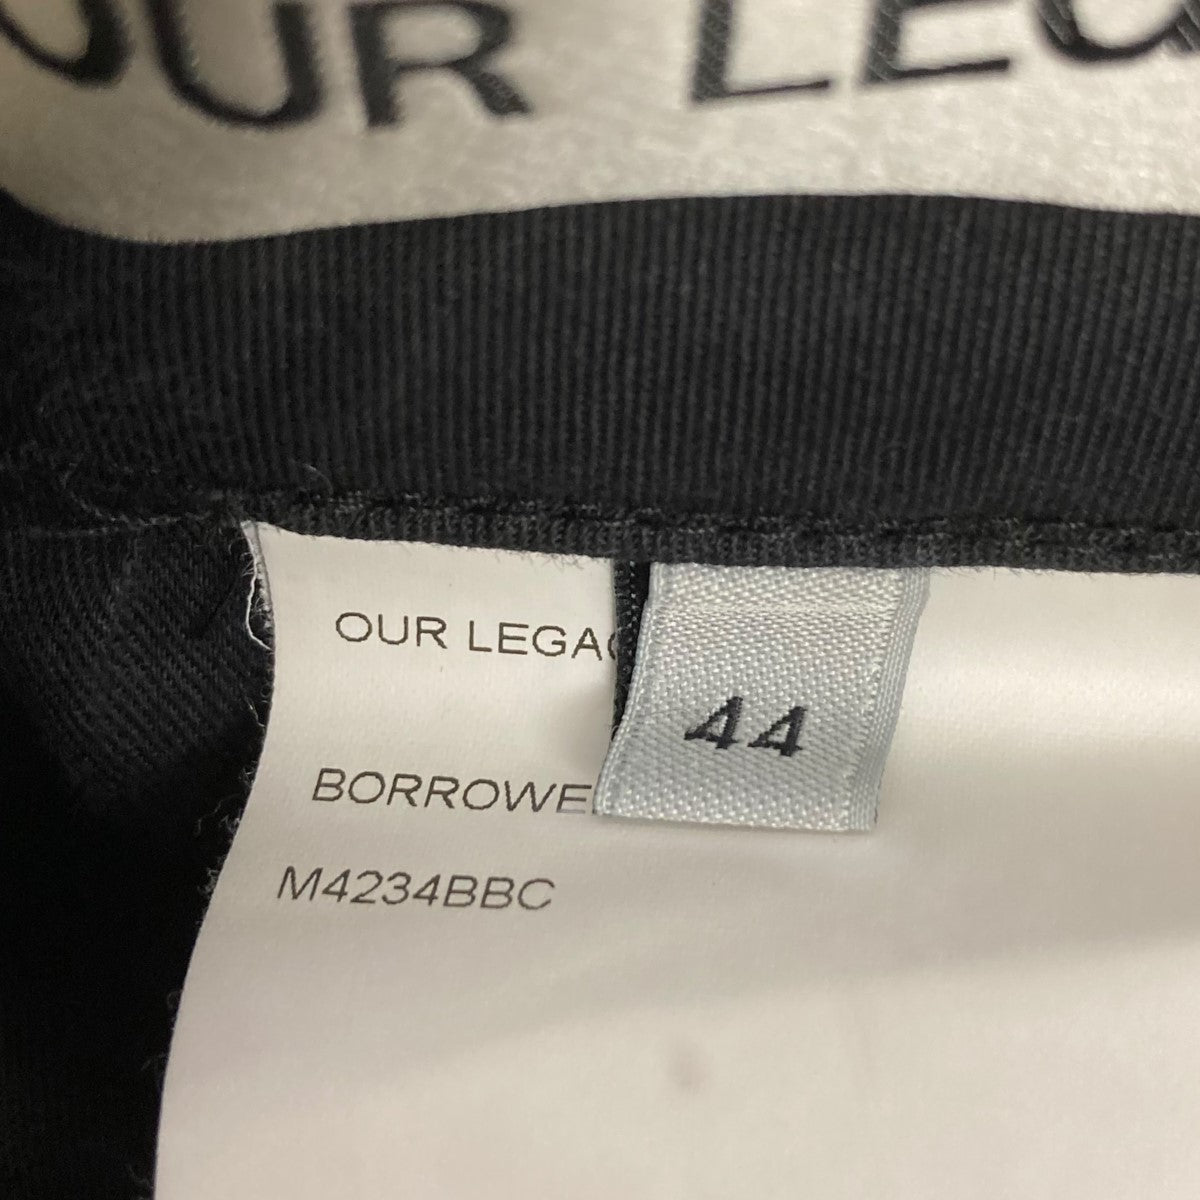 OUR LEG
OUR LEGA
44
BORROWE
M4234BBC